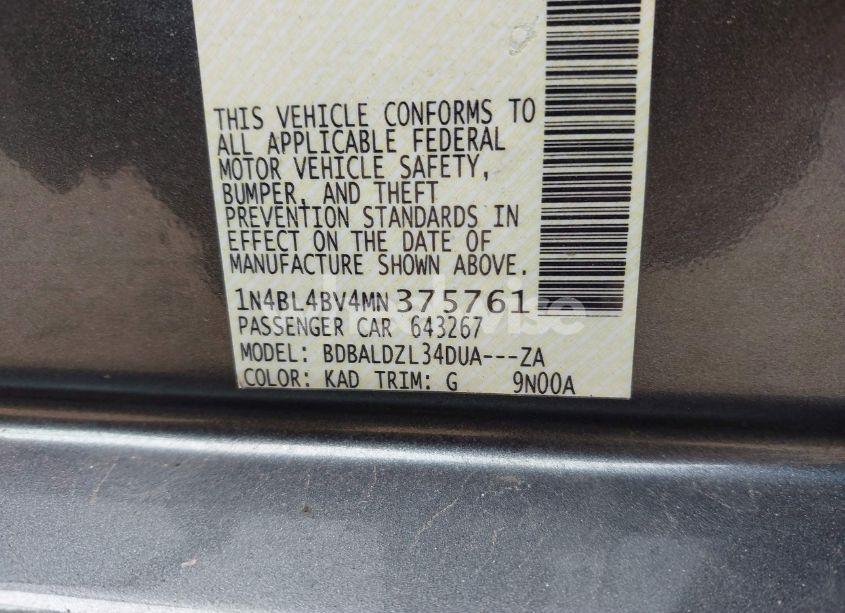 THIS VEHICLE CONFORMS TO
ALL APPLICABLE FEDERAL
MOTOR VEHICLE SAFETY,
BUMPER, AND THEFT
PREVENTION STANDARDS IN
EFFECT ON THE DATE OF
MANUFACTURE SHOWN ABOVE.
1N4BL4BV4MN375761
PASSENGER CAR 643267
MODEL: BDBALDZL34DUA---ZA
COLOR: KAD TRIM: G 9N00A